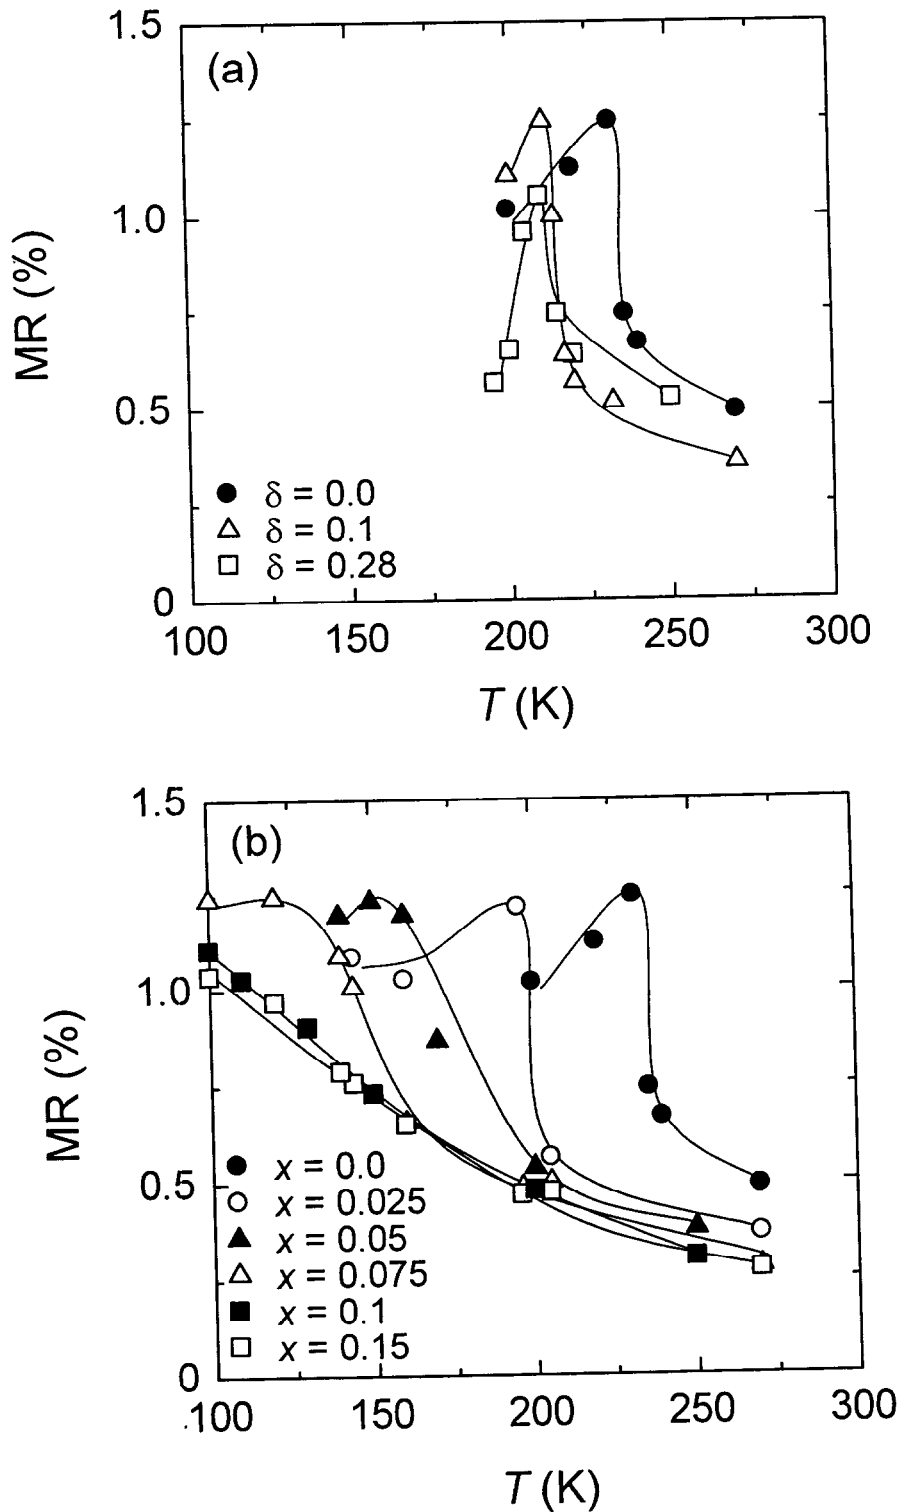 1.5
(a)
1.0
MR (%)
0.5
δ = 0.0
δ = 0.1
δ = 0.28
0
100 150 200 250 300
T (K)
1.5
(b)
1.0
MR (%)
0.5
x = 0.0
x = 0.025
x = 0.05
x = 0.075
x = 0.1
x = 0.15
0
100 150 200 250 300
T (K)